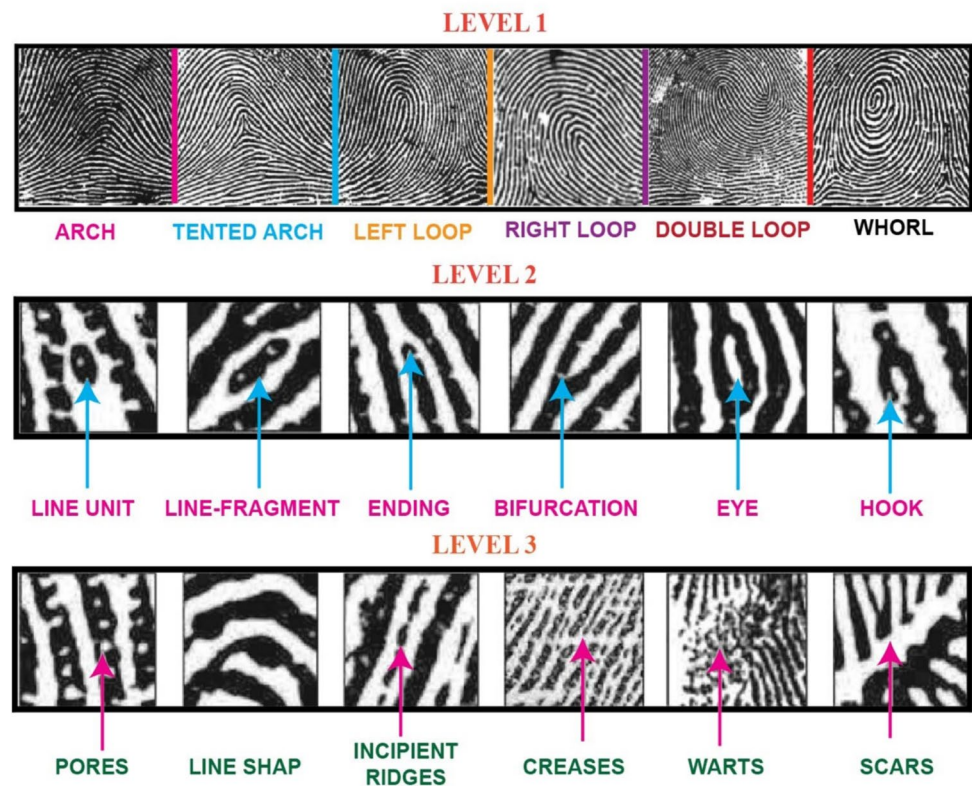 LEVEL 1
ARCH TENTED ARCH LEFT LOOP RIGHT LOOP DOUBLE LOOP WHORL
LEVEL 2
LINE UNIT LINE-FRAGMENT ENDING BIFURCATION EYE HOOK
LEVEL 3
PORES LINE SHAP INCIPIENT RIDGES CREASES WARTS SCARS